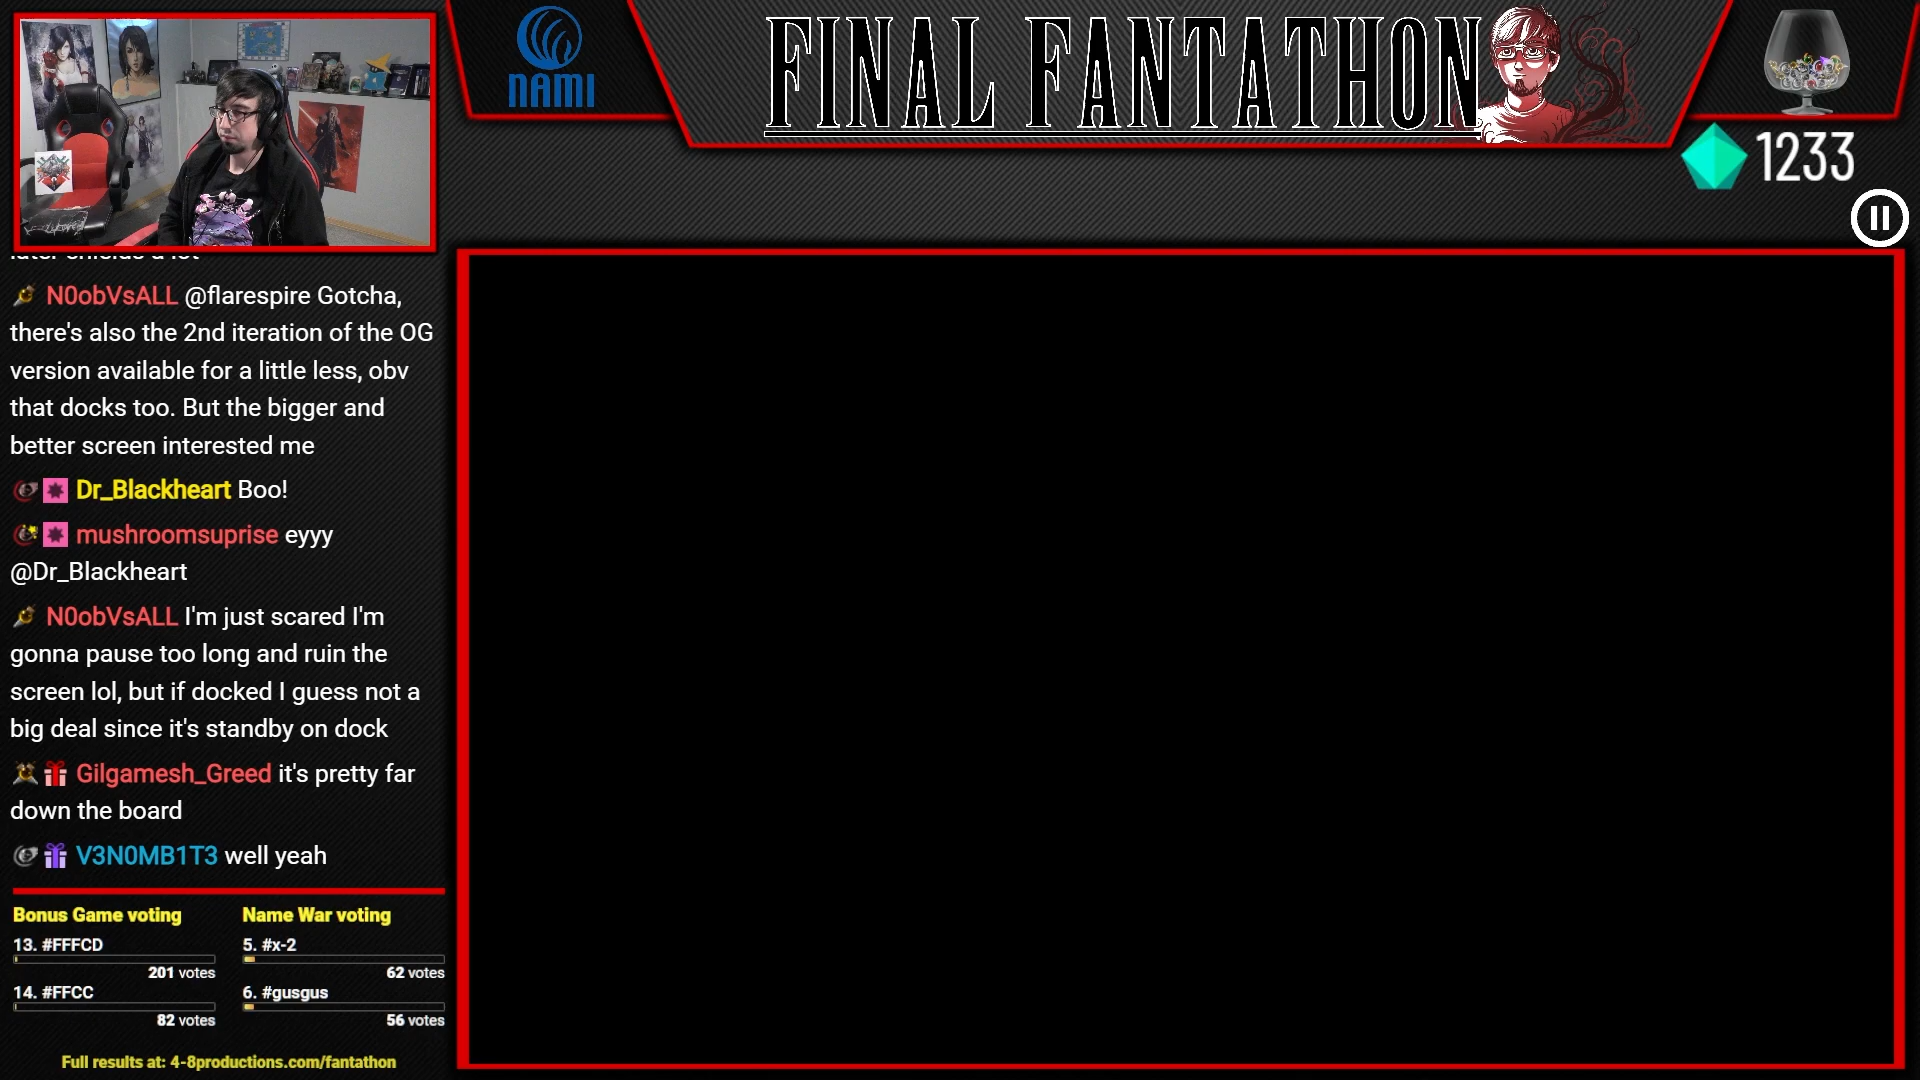 NAMI
FINAL FANTATHON
1233
later shields a lot
N0obVsALL @flarespire Gotcha,
there's also the 2nd iteration of the OG
version available for a little less, obv
that docks too. But the bigger and
better screen interested me
Dr_Blackheart Boo!
mushroomsuprise eyyy
@Dr_Blackheart
N0obVsALL I'm just scared I'm
gonna pause too long and ruin the
screen lol, but if docked I guess not a
big deal since it's standby on dock
Gilgamesh_Greed it's pretty far
down the board
V3N0MB1T3 well yeah
Bonus Game voting
13. #FFFCD
201 votes
14. #FFCC
82 votes
Name War voting
5. #x-2
62 votes
6. #gusgus
56 votes
Full results at: 4-8productions.com/fantathon